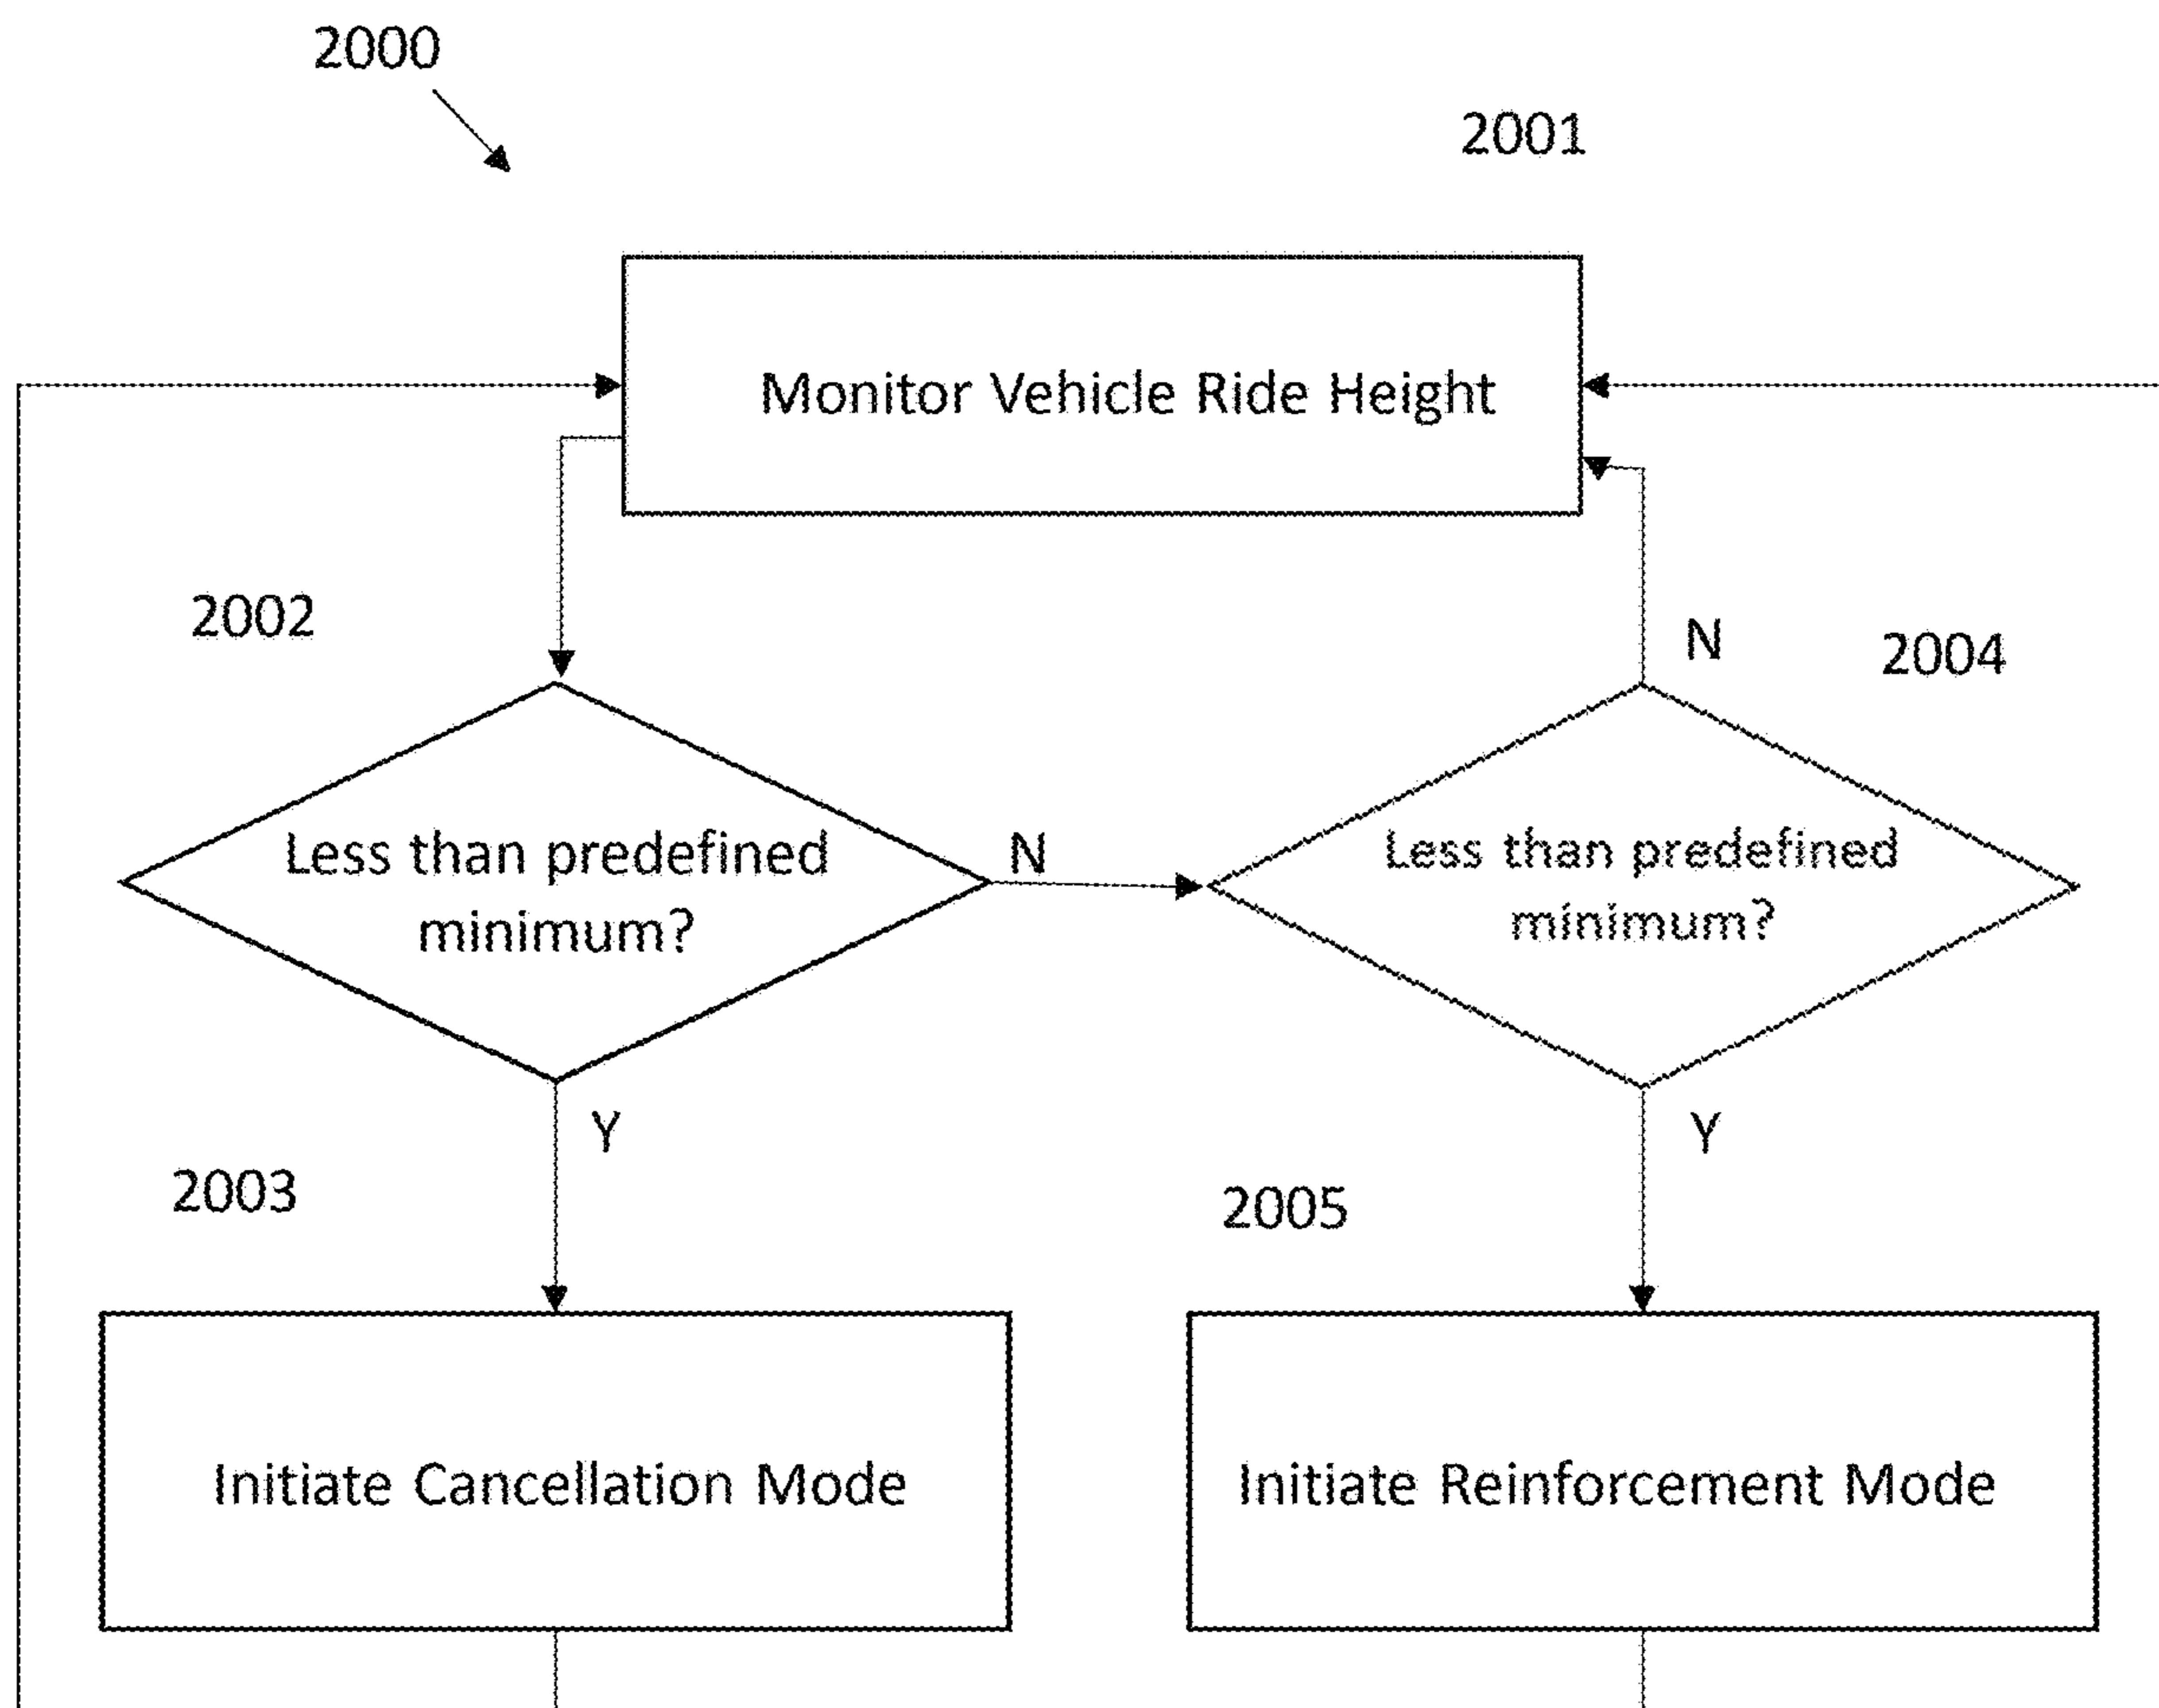 2000
2001
Monitor Vehicle Ride Height
2002
N
2004
Less than predefined
minimum?
N
Less than predefined
minimum?
Y
Y
2003
2005
Initiate Cancellation Mode
Initiate Reinforcement Mode